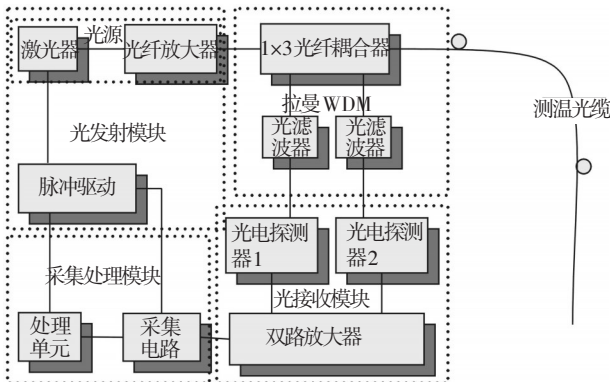 光源
激光器
光纤放大器
1×3光纤耦合器
拉曼WDM
光滤
波器
光滤
波器
测温光缆
光发射模块
脉冲驱动
光电探测
器1
光电探测
器2
采集处理模块
光接收模块
处理
单元
采集
电路
双路放大器